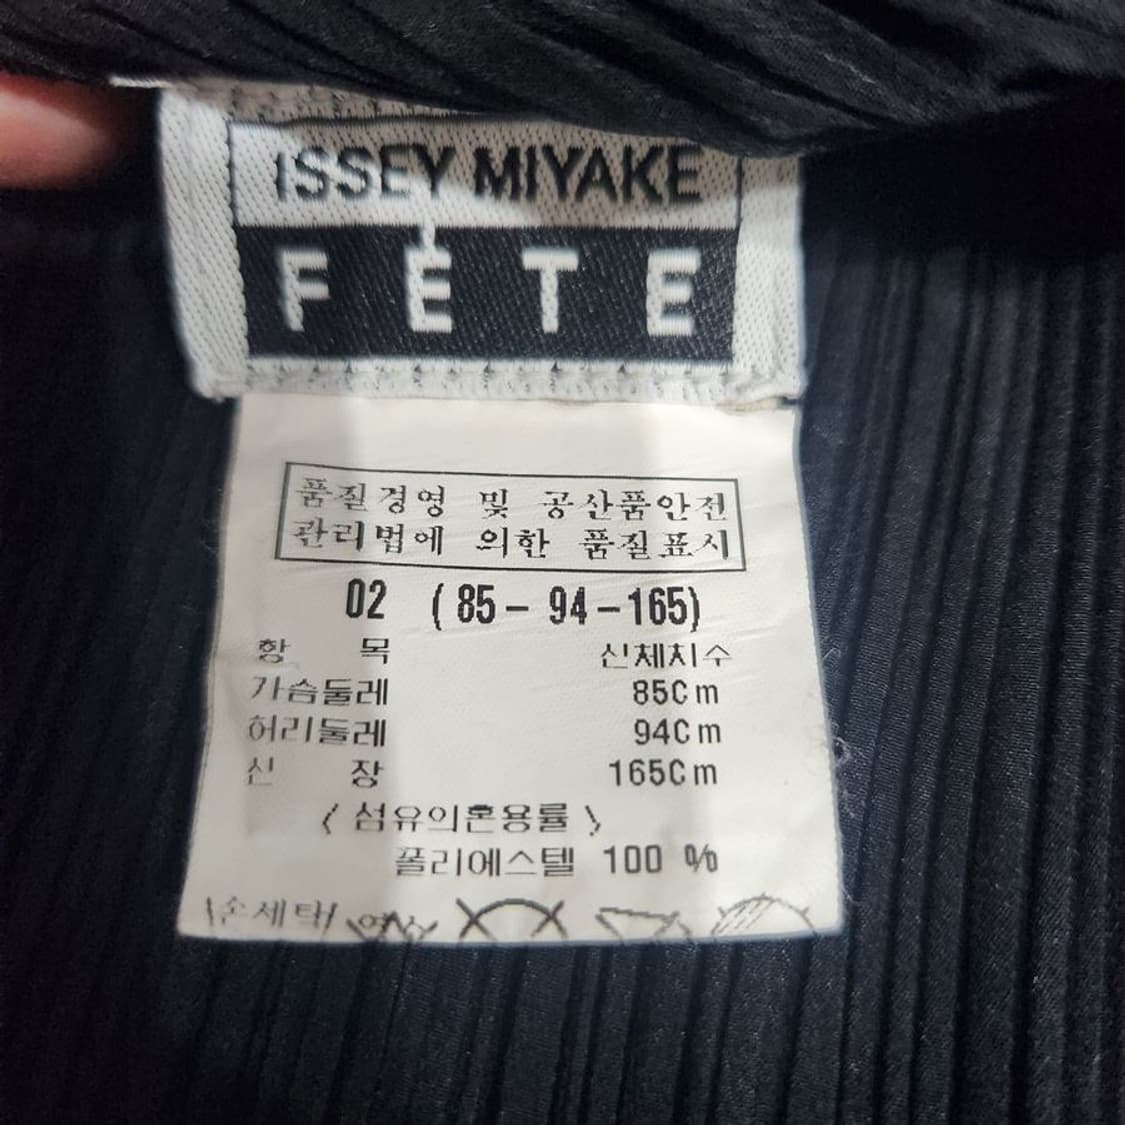 ISSEY MIYAKE
FÊTE
품질경영 및 공산품안전
관리법에 의한 품질표시
02 (85-94-165)
항 목 신체치수
가슴둘레 85Cm
허리둘레 94Cm
신 장 165Cm
〈섬유의혼용률〉
폴리에스텔 100 %
손세탁